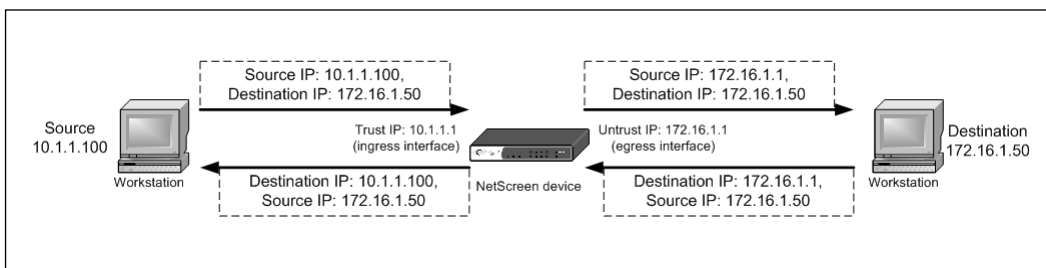 Source IP: 10.1.1.100,
Destination IP: 172.16.1.50
Source IP: 172.16.1.1,
Destination IP: 172.16.1.50
Source
10.1.1.100
Trust IP: 10.1.1.1
(ingress interface)
Untrust IP: 172.16.1.1
(egress interface)
Destination
172.16.1.50
Workstation
Destination IP: 10.1.1.100,
Source IP: 172.16.1.50
NetScreen device
Destination IP: 172.16.1.1,
Source IP: 172.16.1.50
Workstation